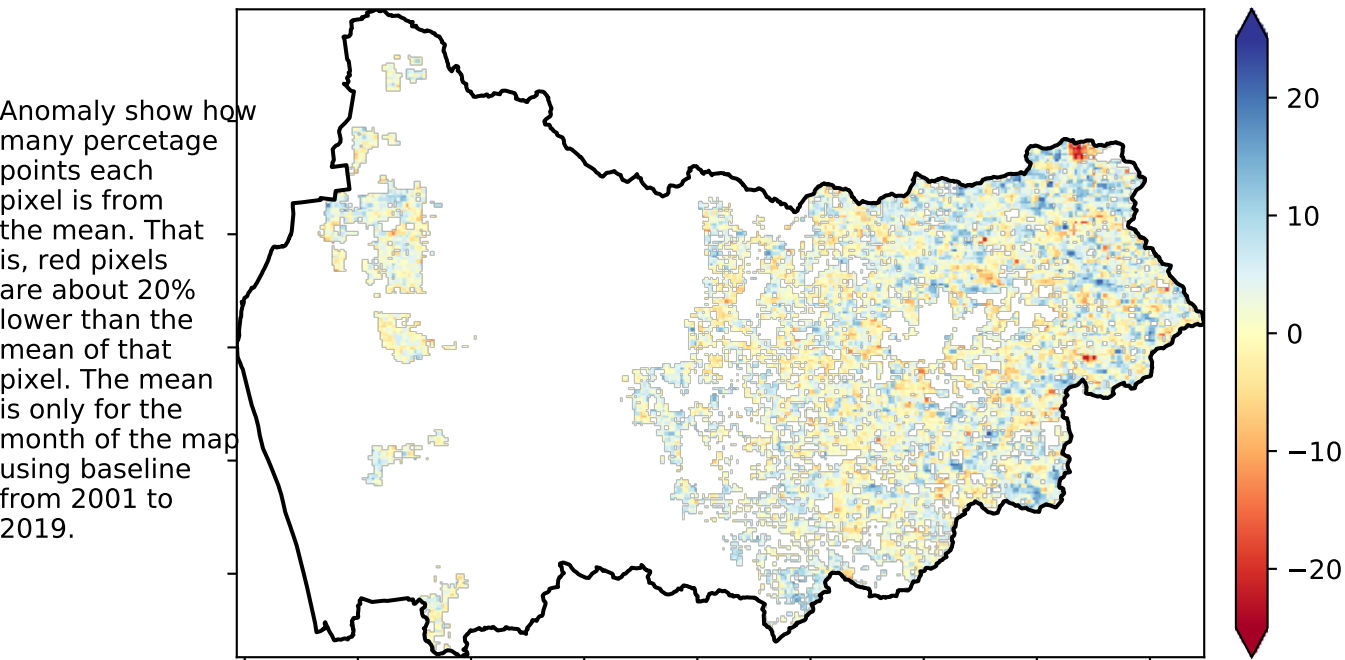 Anomaly show how
many percetage
points each
pixel is from
the mean. That
is, red pixels
are about 20%
lower than the
mean of that
pixel. The mean
is only for the
month of the map
using baseline
from 2001 to
2019.
20
10
0
−10
−20